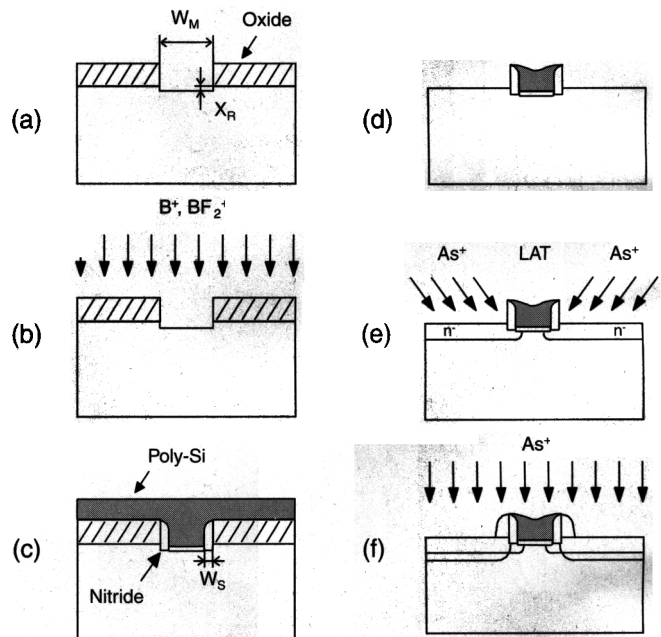 W_M
Oxide
(a)
X_R
B⁺, BF₂⁺
(b)
Poly-Si
(c)
Nitride
W_S
(d)
As⁺ LAT As⁺
(e)
n⁻ n⁻
As⁺
(f)